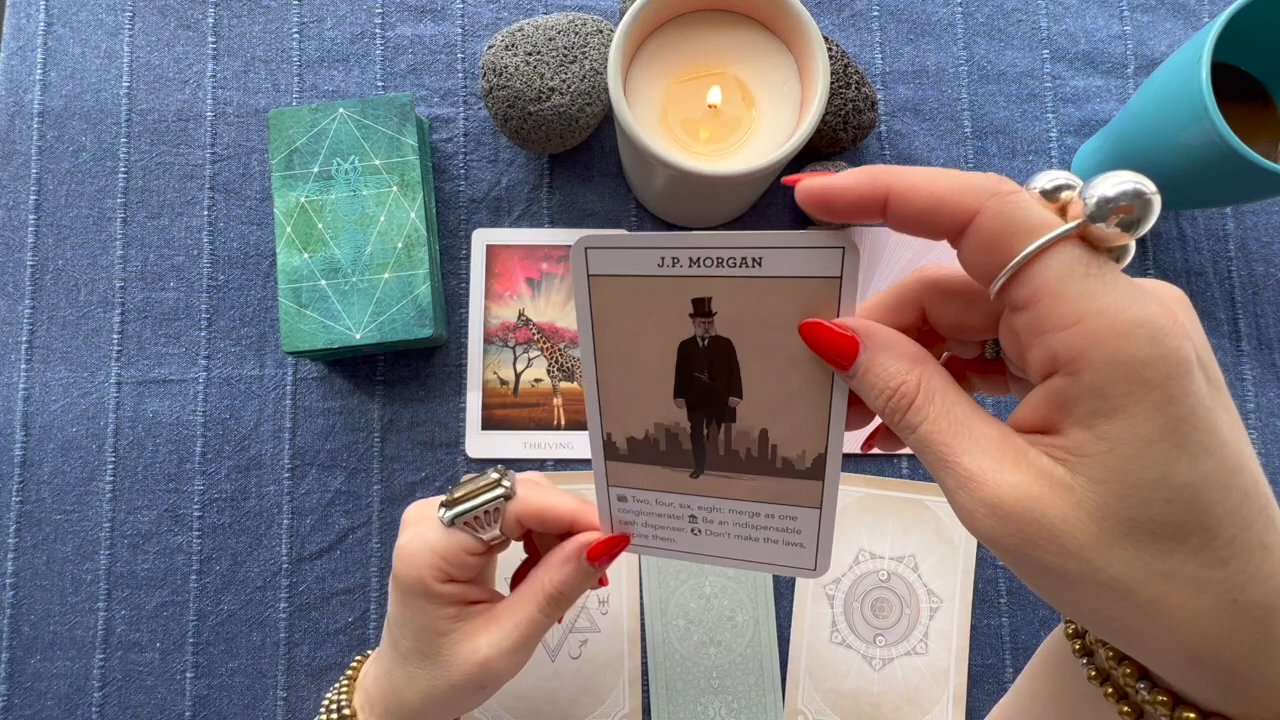 J.P. MORGAN
THRIVING
Two, four, six, eight: merge as one
conglomerate! Be an indispensable
cash dispenser. Don't make the laws,
them.